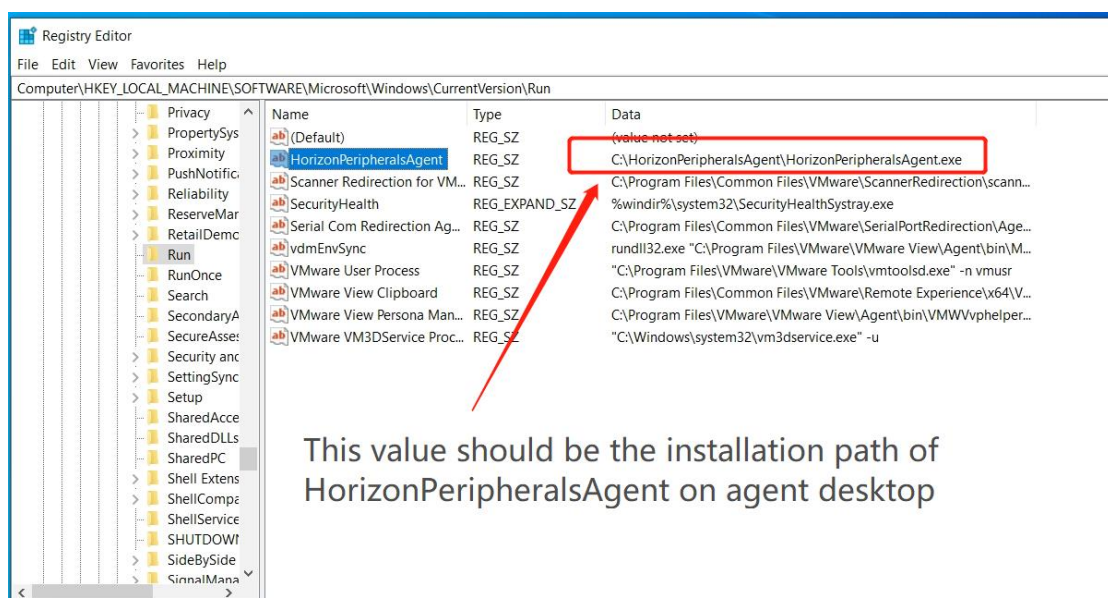 Registry Editor
File Edit View Favorites Help
Computer\HKEY_LOCAL_MACHINE\SOFTWARE\Microsoft\Windows\CurrentVersion\Run
Privacy
PropertySys
Proximity
PushNotific
Reliability
ReserveMar
RetailDemc
Run
RunOnce
Search
SecondaryA
SecureAsses
Security and
SettingSync
Setup
SharedAcce
SharedDLLs
SharedPC
Shell Extens
ShellCompa
ShellService
SHUTDOWN
SideBySide
SignalMana
Name Type Data
(Default) REG_SZ (value not set)
HorizonPeripheralsAgent REG_SZ C:\HorizonPeripheralsAgent\HorizonPeripheralsAgent.exe
Scanner Redirection for VM... REG_SZ C:\Program Files\Common Files\VMware\ScannerRedirection\scann...
SecurityHealth REG_EXPAND_SZ %windir%\system32\SecurityHealthSystray.exe
Serial Com Redirection Ag... REG_SZ C:\Program Files\Common Files\VMware\SerialPortRedirection\Age...
vdmEnvSync REG_SZ rundll32.exe "C:\Program Files\VMware\VMware View\Agent\bin\M...
VMware User Process REG_SZ "C:\Program Files\VMware\VMware Tools\vmtoolsd.exe" -n vmusr
VMware View Clipboard REG_SZ C:\Program Files\Common Files\VMware\Remote Experience\x64\V...
VMware View Persona Man... REG_SZ C:\Program Files\VMware\VMware View\Agent\bin\VMWVvphelper...
VMware VM3DService Proc... REG_SZ "C:\Windows\system32\vm3dservice.exe" -u
This value should be the installation path of
HorizonPeripheralsAgent on agent desktop